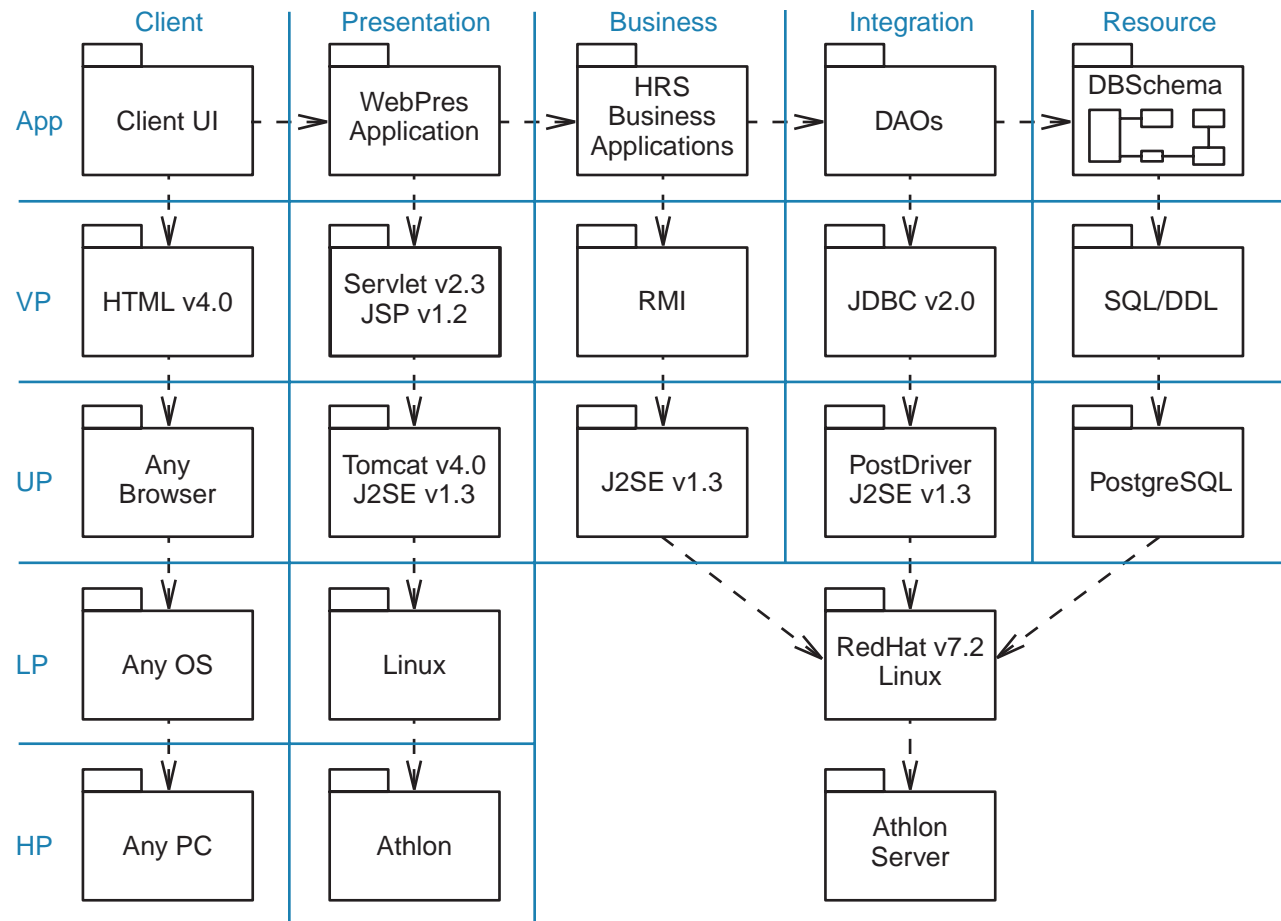 Client
Presentation
Business
Integration
Resource
App
Client UI
WebPres
Application
HRS
Business
Applications
DAOs
DBSchema
VP
HTML v4.0
Servlet v2.3
JSP v1.2
RMI
JDBC v2.0
SQL/DDL
UP
Any
Browser
Tomcat v4.0
J2SE v1.3
J2SE v1.3
PostDriver
J2SE v1.3
PostgreSQL
LP
Any OS
Linux
RedHat v7.2
Linux
HP
Any PC
Athlon
Athlon
Server